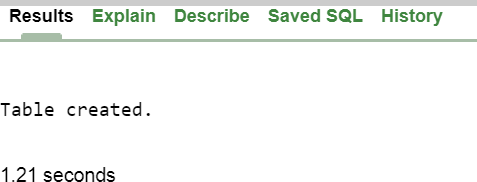 Results Explain Describe Saved SQL History
Table created.
1.21 seconds